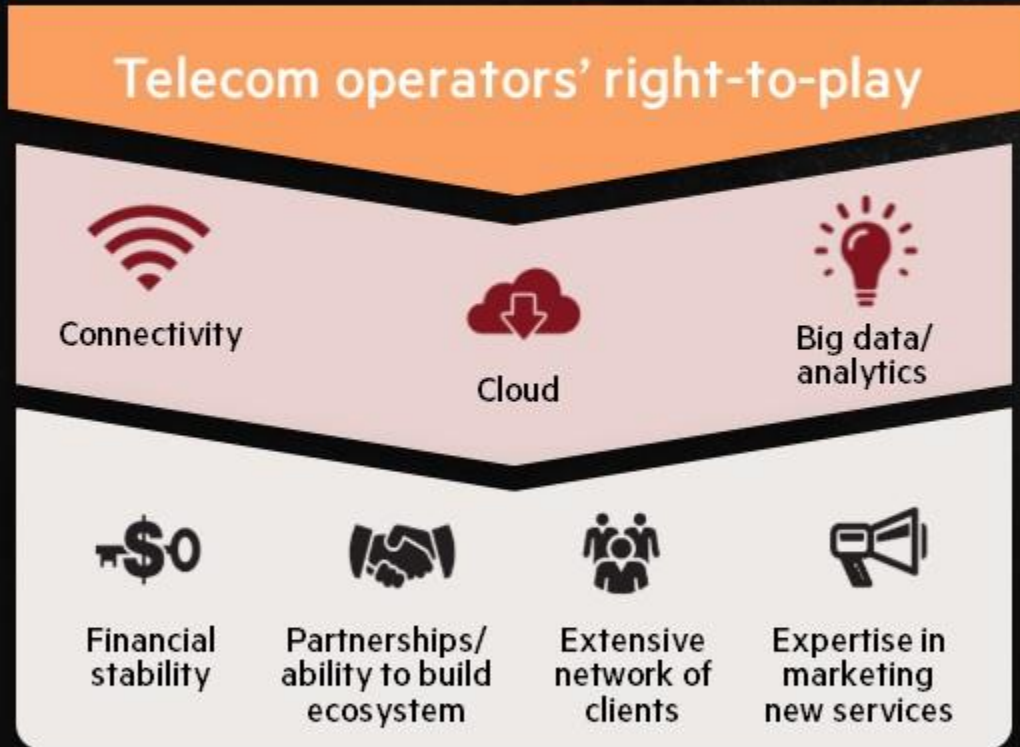 Telecom operators' right-to-play
Connectivity
Cloud
Big data/
analytics
Financial
stability
Partnerships/
ability to build
ecosystem
Extensive
network of
clients
Expertise in
marketing
new services